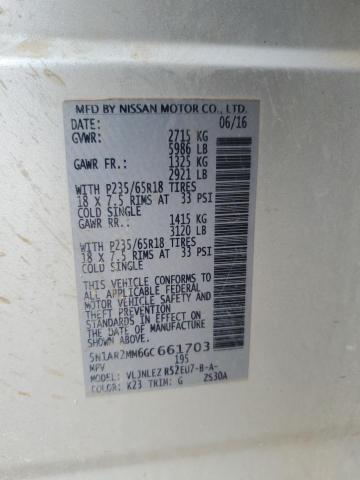 MFD BY NISSAN MOTOR CO., LTD.
06/16
GVWR: 2715 KG
5986 LB
GAWR FR.: 1325 KG
2921 LB
WITH P235/65R18 TIRES
18 X 7.5 RIMS AT 33 PSI
COLD SINGLE
GAWR RR.: 1415 KG
3120 LB
WITH P235/65R18 TIRES
18 X 7.5 RIMS AT 33 PSI
COLD SINGLE
THIS VEHICLE CONFORMS TO
ALL APPLICABLE FEDERAL
MOTOR VEHICLE SAFETY AND
THEFT PREVENTION
STANDARDS IN EFFECT ON THE
DATE OF MANUFACTURE
SHOWN ABOVE.
5N1AR2MM6GC661703
MPV 195
MODEL: VLJNLEZ R52EU7-B-A-
COLOR: K23 TRIM: G ZS30A